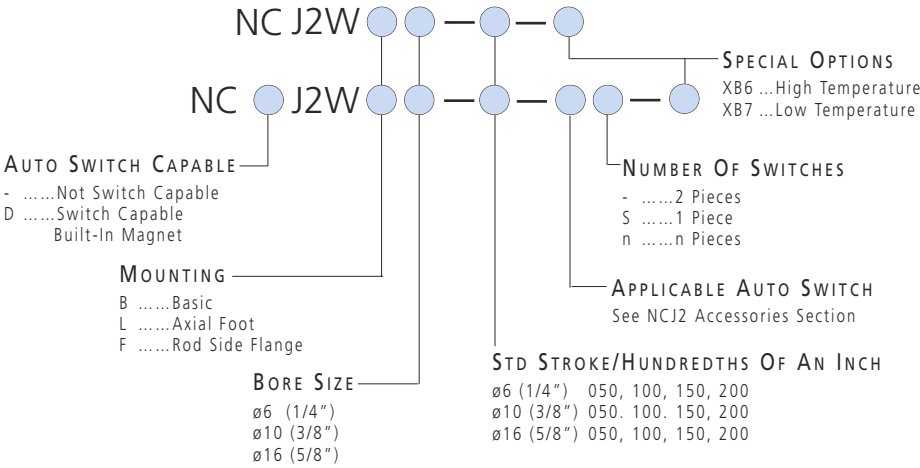 NC J2W — —
SPECIAL OPTIONS
XB6 ...High Temperature
XB7 ...Low Temperature
NC J2W — — —
AUTO SWITCH CAPABLE
- ......Not Switch Capable
D ......Switch Capable
Built-In Magnet
NUMBER OF SWITCHES
- ......2 Pieces
S ......1 Piece
n ......n Pieces
MOUNTING
B ......Basic
L ......Axial Foot
F ......Rod Side Flange
APPLICABLE AUTO SWITCH
See NCJ2 Accessories Section
BORE SIZE
ø6 (1/4")
ø10 (3/8")
ø16 (5/8")
STD STROKE/HUNDREDTHS OF AN INCH
ø6 (1/4") 050, 100, 150, 200
ø10 (3/8") 050. 100. 150, 200
ø16 (5/8") 050, 100, 150, 200